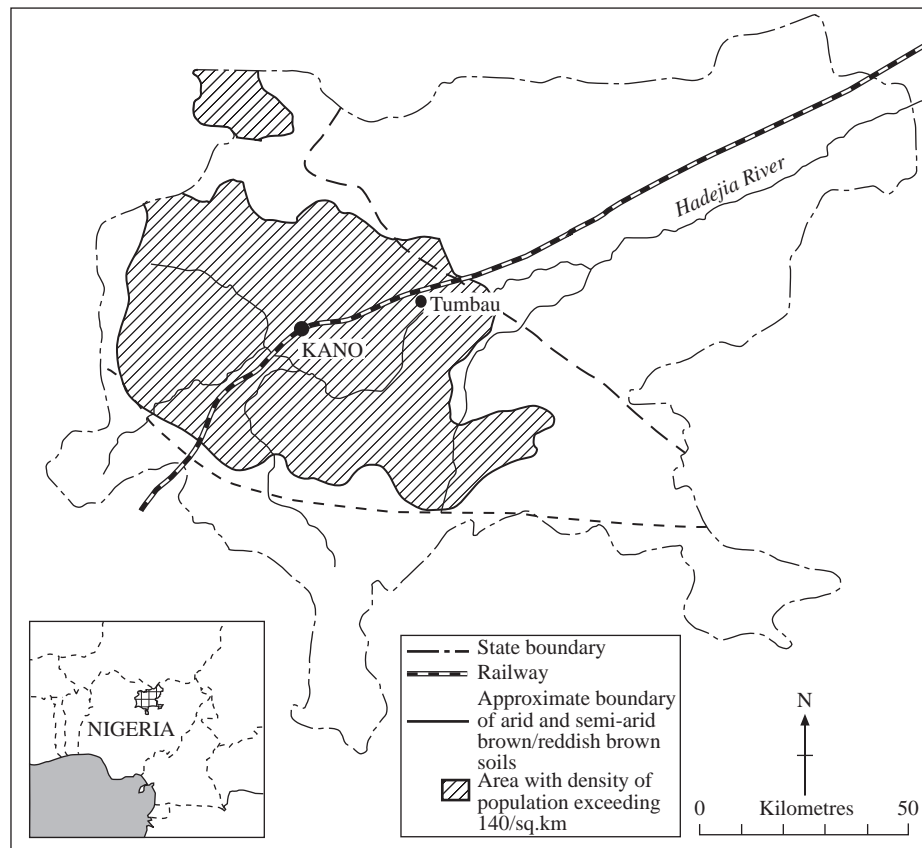 Hadejia River
Tumbau
KANO
NIGERIA
State boundary
Railway
Approximate boundary
of arid and semi-arid
brown/reddish brown
soils
Area with density of
population exceeding
140/sq.km
N
0 Kilometres 50